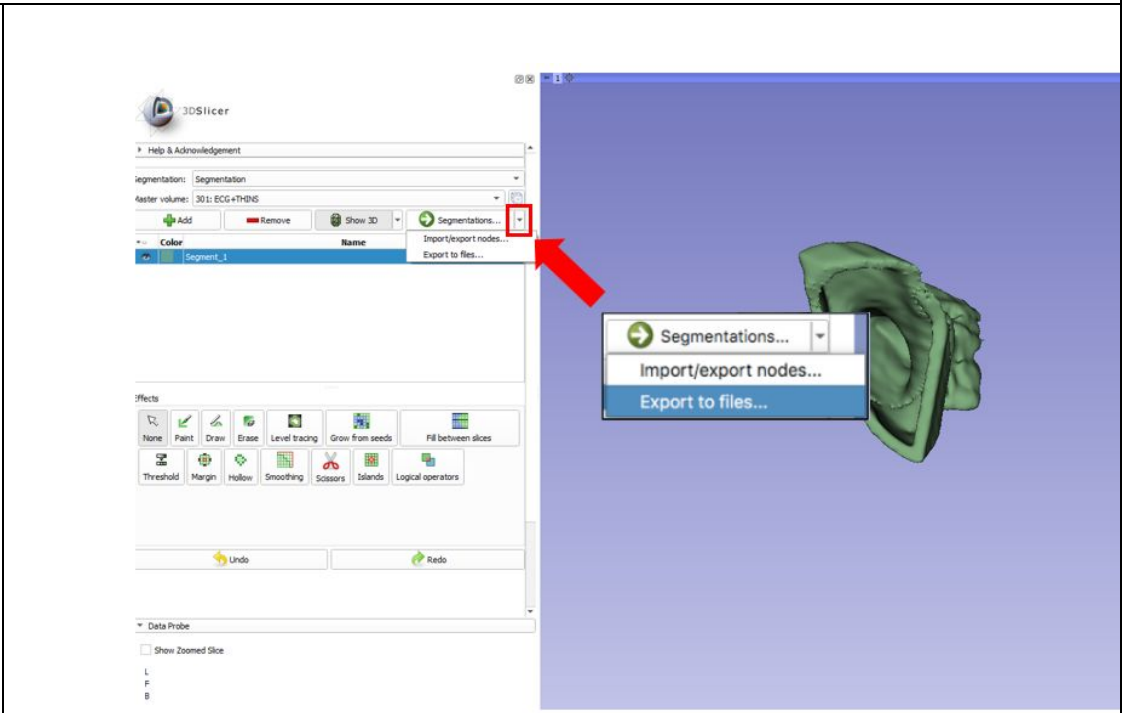 1
3DSlicer
Help & Acknowledgement
Segmentation: Segmentation
Master volume: 301: ECG+THINS
Add Remove Show 3D Segmentations...
Import/export nodes...
Export to files...
Color Name
Segment_1
Segmentations...
Import/export nodes...
Export to files...
Effects
None Paint Draw Erase Level tracing Grow from seeds Fill between slices
Threshold Margin Hollow Smoothing Scissors Islands Logical operators
Undo Redo
Data Probe
Show Zoomed Slice
L
F
B